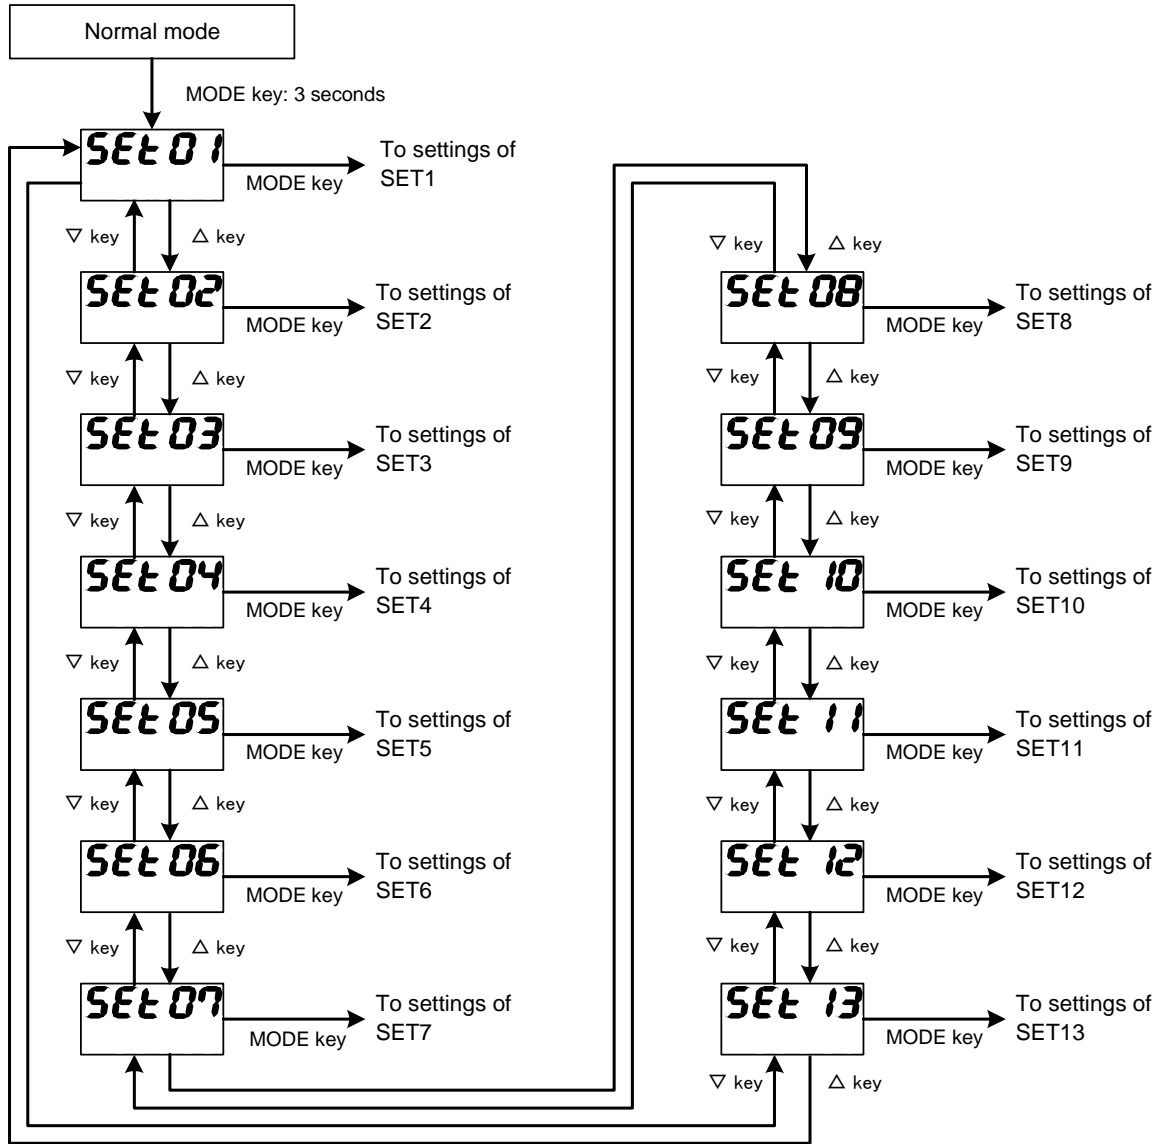 Normal mode
MODE key: 3 seconds
SEt 01
MODE key
To settings of
SET1
▽ key
△ key
SEt 02
MODE key
To settings of
SET2
▽ key
△ key
SEt 03
MODE key
To settings of
SET3
▽ key
△ key
SEt 04
MODE key
To settings of
SET4
▽ key
△ key
SEt 05
MODE key
To settings of
SET5
▽ key
△ key
SEt 06
MODE key
To settings of
SET6
▽ key
△ key
SEt 07
MODE key
To settings of
SET7
▽ key
△ key
SEt 08
MODE key
To settings of
SET8
▽ key
△ key
SEt 09
MODE key
To settings of
SET9
▽ key
△ key
SEt 10
MODE key
To settings of
SET10
▽ key
△ key
SEt 11
MODE key
To settings of
SET11
▽ key
△ key
SEt 12
MODE key
To settings of
SET12
▽ key
△ key
SEt 13
MODE key
To settings of
SET13
▽ key
△ key